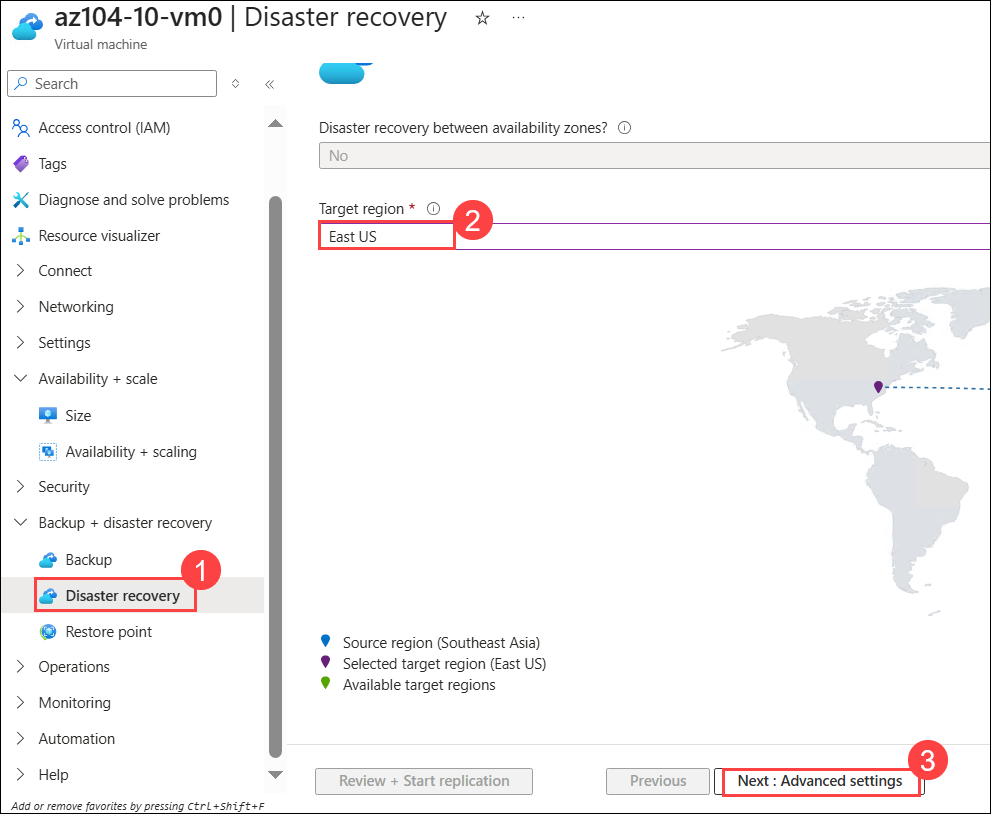 az104-10-vm0 | Disaster recovery
Virtual machine
Search
Access control (IAM)
Tags
Diagnose and solve problems
Resource visualizer
Connect
Networking
Settings
Availability + scale
Size
Availability + scaling
Security
Backup + disaster recovery
Backup
1
Disaster recovery
Restore point
Operations
Monitoring
Automation
Help
Add or remove favorites by pressing Ctrl+Shift+F
Disaster recovery between availability zones?
No
Target region *
2
East US
Source region (Southeast Asia)
Selected target region (East US)
Available target regions
3
Review + Start replication
Previous
Next : Advanced settings